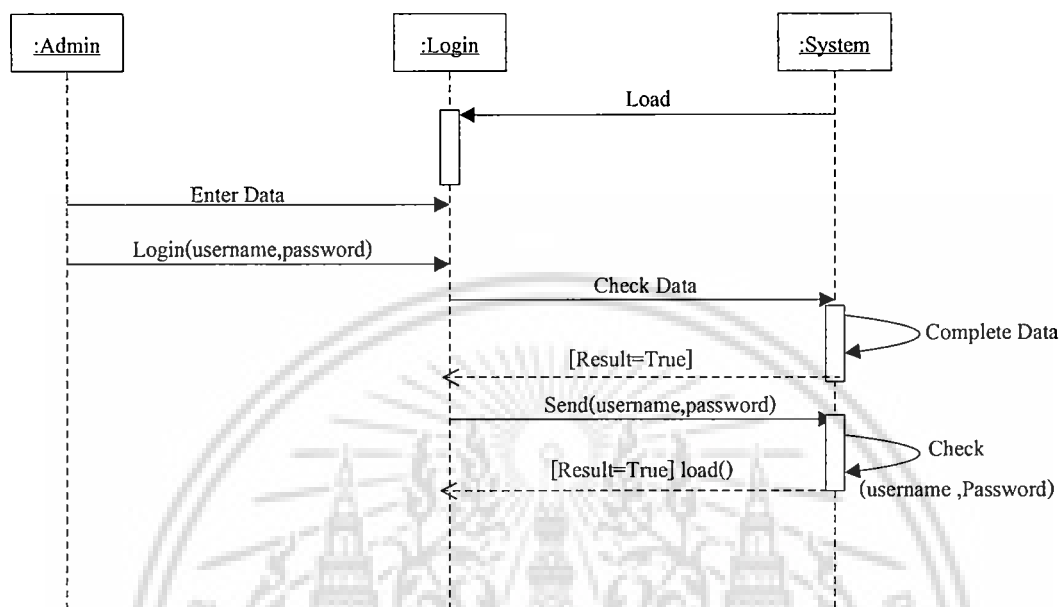 :Admin
:Login
:System
Load
Enter Data
Login(username,password)
Check Data
Complete Data
[Result=True]
Send(username,password)
Check
(username ,Password)
[Result=True] load()